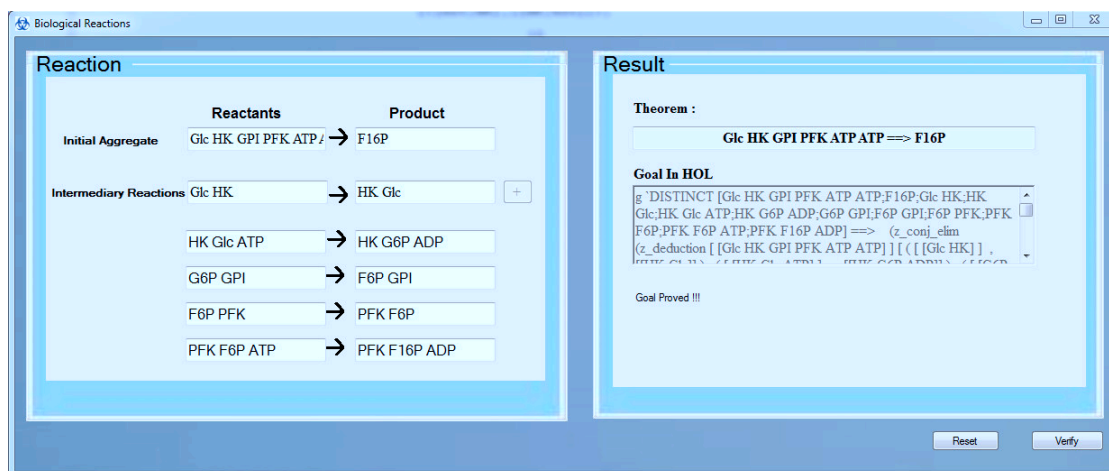 Biological Reactions
Reaction
Reactants Product
Initial Aggregate Glc HK GPI PFK ATP → F16P
Intermediary Reactions Glc HK → HK Glc +
HK Glc ATP → HK G6P ADP
G6P GPI → F6P GPI
F6P PFK → PFK F6P
PFK F6P ATP → PFK F16P ADP
Result
Theorem :
Glc HK GPI PFK ATP ATP ==> F16P
Goal In HOL
g `DISTINCT [Glc HK GPI PFK ATP ATP;F16P;Glc HK;HK
Glc;HK Glc ATP;HK G6P ADP;G6P GPI;F6P GPI;F6P PFK;PFK
F6P;PFK F6P ATP;PFK F16P ADP] ==> (z_conj_elim
(z_deduction [ [Glc HK GPI PFK ATP ATP] ] [ ( [ [Glc HK] ] ,
Goal Proved !!!
Reset Verify